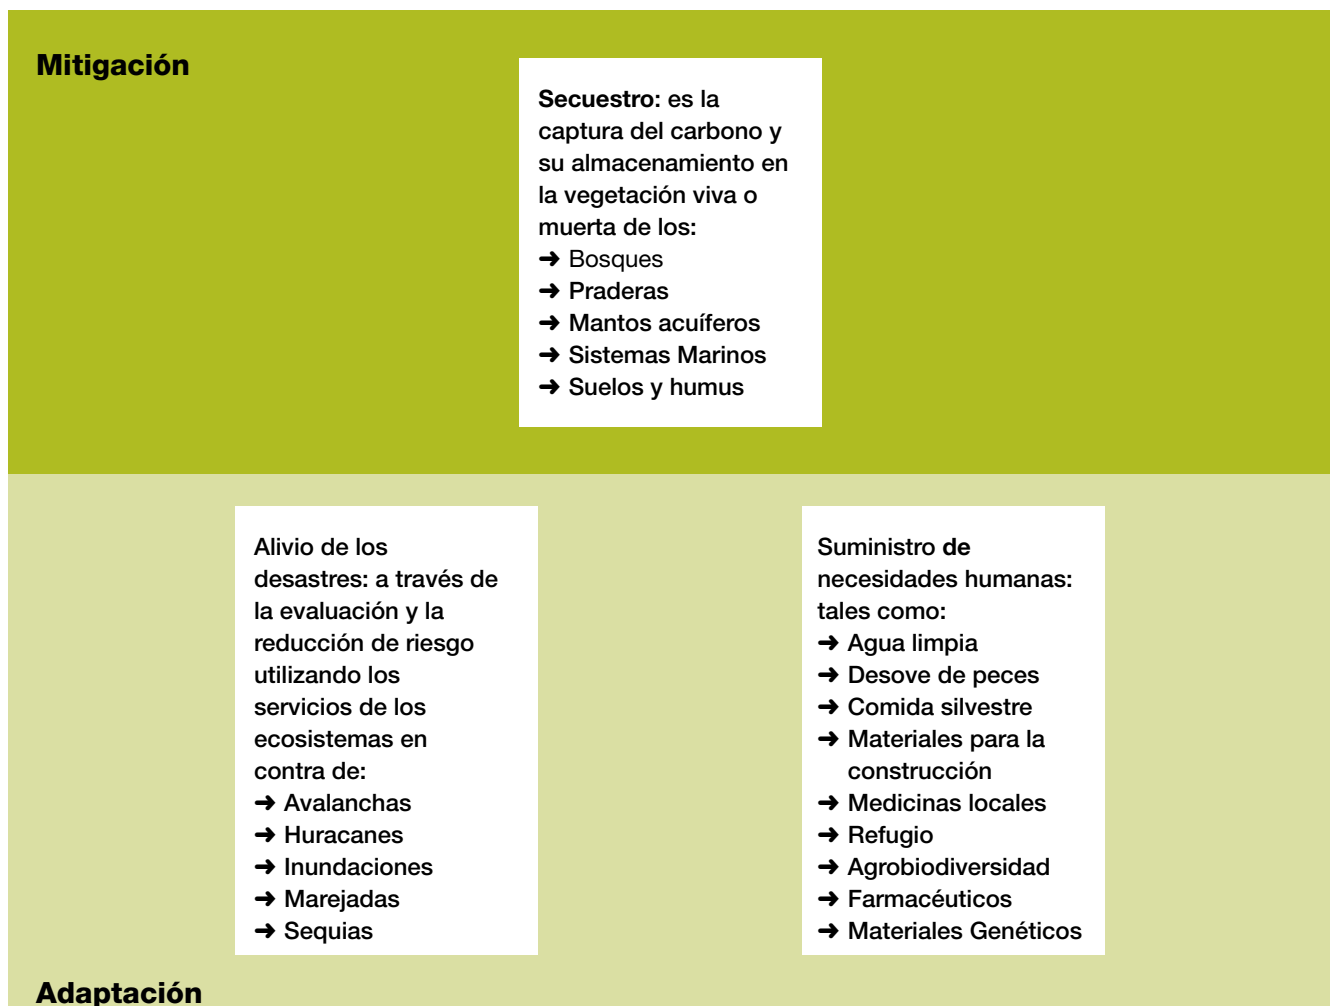 Mitigación
Secuestro: es la
captura del carbono y
su almacenamiento en
la vegetación viva o
muerta de los:
➜ Bosques
➜ Praderas
➜ Mantos acuíferos
➜ Sistemas Marinos
➜ Suelos y humus
Alivio de los
desastres: a través de
la evaluación y la
reducción de riesgo
utilizando los
servicios de los
ecosistemas en
contra de:
➜ Avalanchas
➜ Huracanes
➜ Inundaciones
➜ Marejadas
➜ Sequias
Suministro de
necesidades humanas:
tales como:
➜ Agua limpia
➜ Desove de peces
➜ Comida silvestre
➜ Materiales para la
construcción
➜ Medicinas locales
➜ Refugio
➜ Agrobiodiversidad
➜ Farmacéuticos
➜ Materiales Genéticos
Adaptación